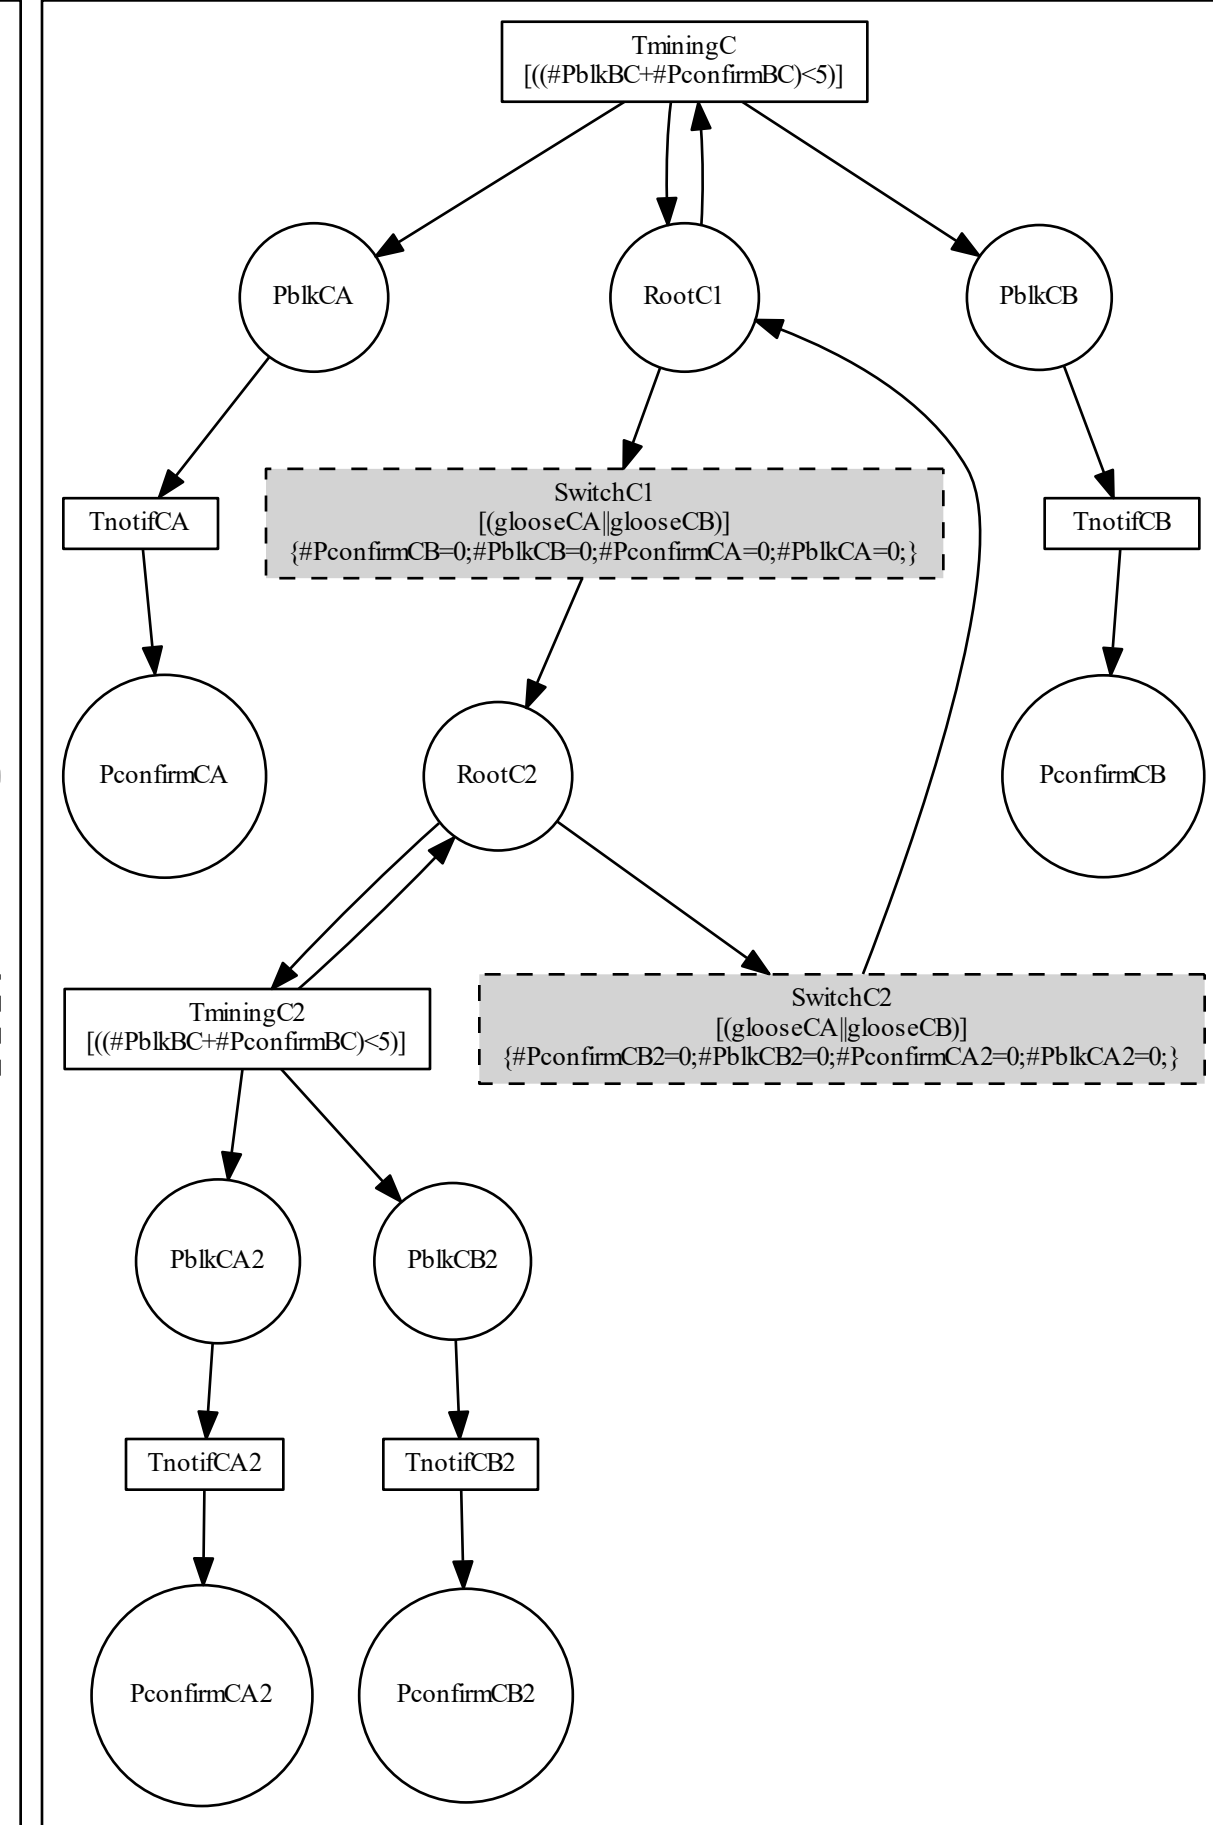 TminingC
[((#PblkBC+#PconfirmBC)<5)]
PblkCA
RootC1
PblkCB
TnotifCA
SwitchC1
[(glooseCA||glooseCB)]
{#PconfirmCB=0;#PblkCB=0;#PconfirmCA=0;#PblkCA=0;}
TnotifCB
PconfirmCA
RootC2
PconfirmCB
TminingC2
[((#PblkBC+#PconfirmBC)<5)]
SwitchC2
[(glooseCA||glooseCB)]
{#PconfirmCB2=0;#PblkCB2=0;#PconfirmCA2=0;#PblkCA2=0;}
PblkCA2
PblkCB2
TnotifCA2
TnotifCB2
PconfirmCA2
PconfirmCB2